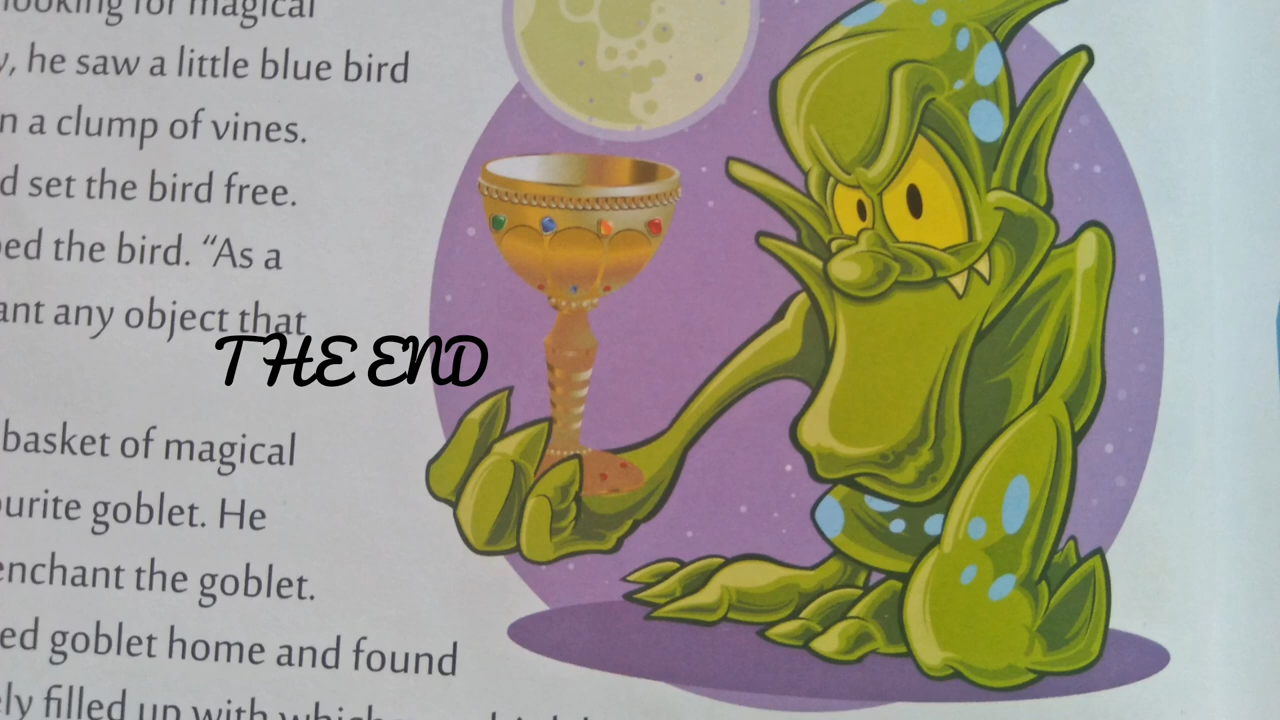 looking for magical
y, he saw a little blue bird
n a clump of vines.
d set the bird free.
ed the bird. “As a
ant any object that
THE END
basket of magical
ourite goblet. He
enchant the goblet.
ed goblet home and found
ely filled up with